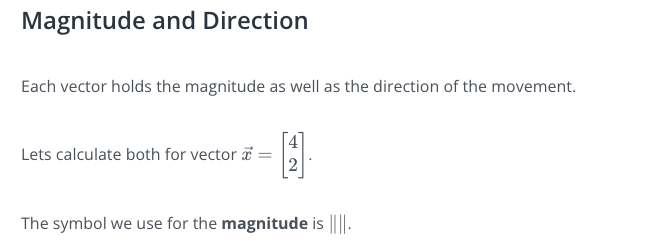 Magnitude and Direction
Each vector holds the magnitude as well as the direction of the movement.
Lets calculate both for vector x⃗ = [4 2].
The symbol we use for the magnitude is ||||.